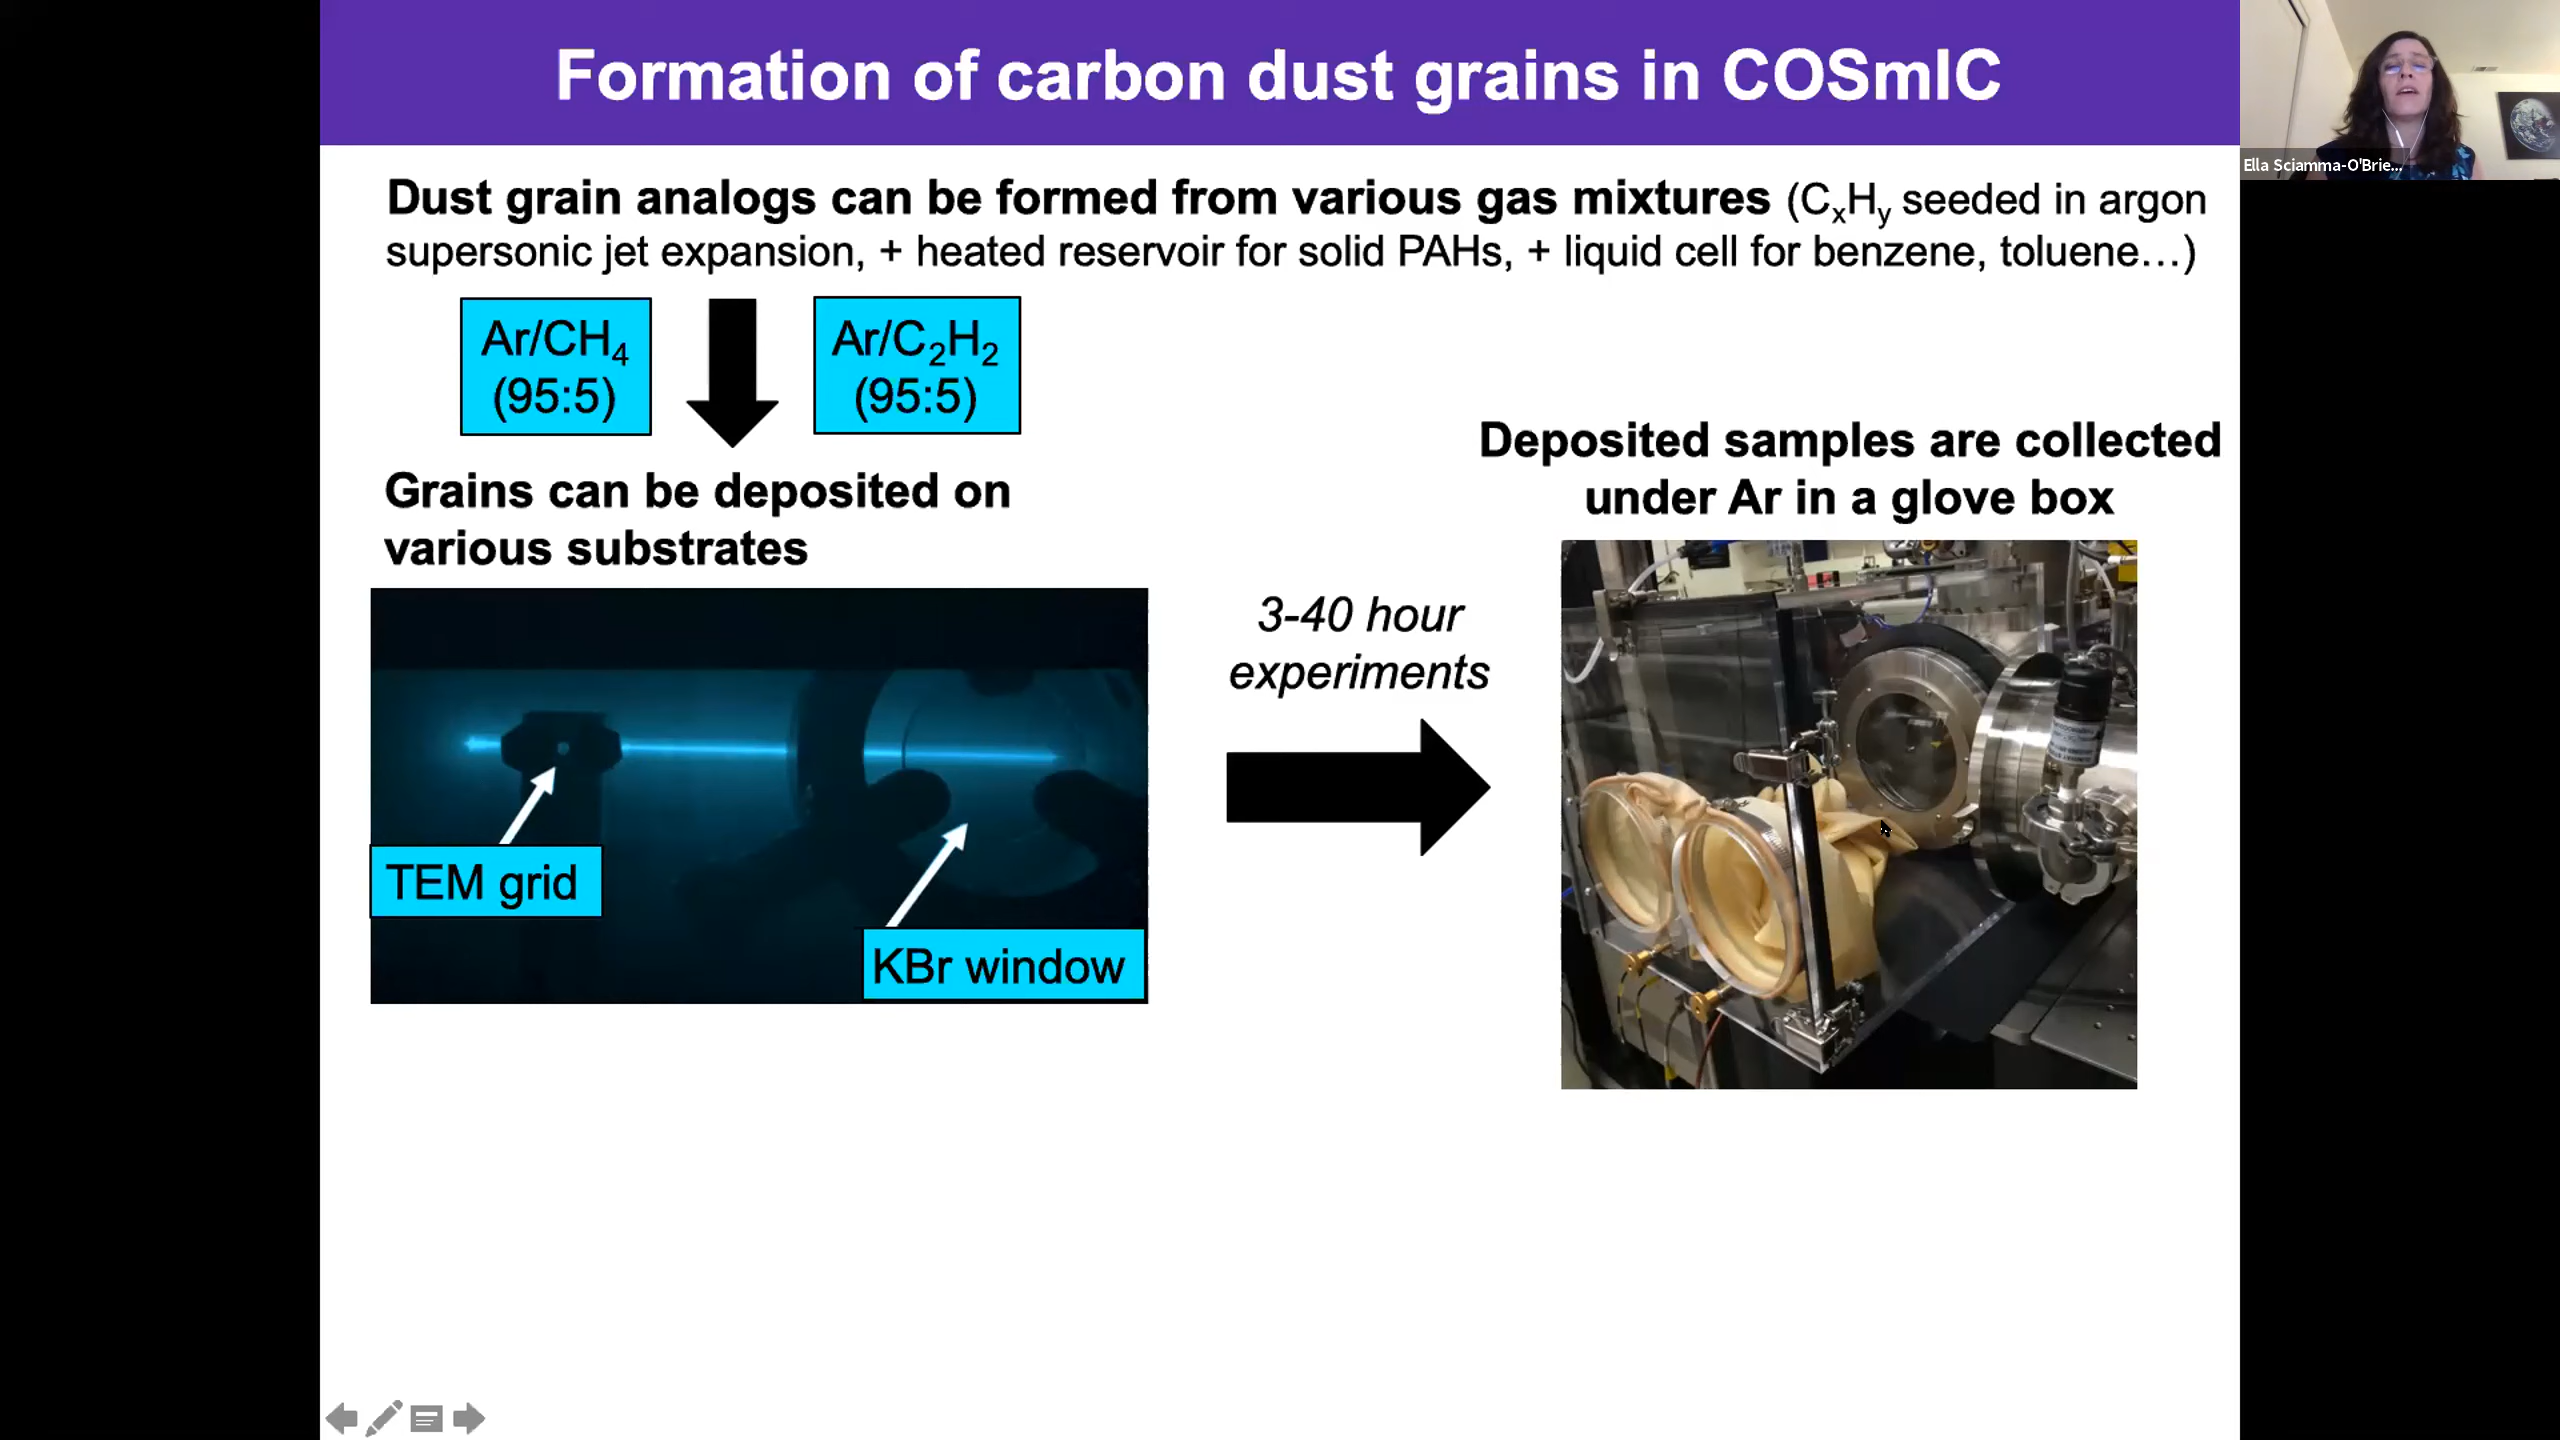 Formation of carbon dust grains in COSmIC
Ella Sciamma-O'Brie...
Dust grain analogs can be formed from various gas mixtures (CₓHᵧ seeded in argon
supersonic jet expansion, + heated reservoir for solid PAHs, + liquid cell for benzene, toluene…)
Ar/CH₄
(95:5)
Ar/C₂H₂
(95:5)
Grains can be deposited on
various substrates
TEM grid
KBr window
3-40 hour
experiments
Deposited samples are collected
under Ar in a glove box